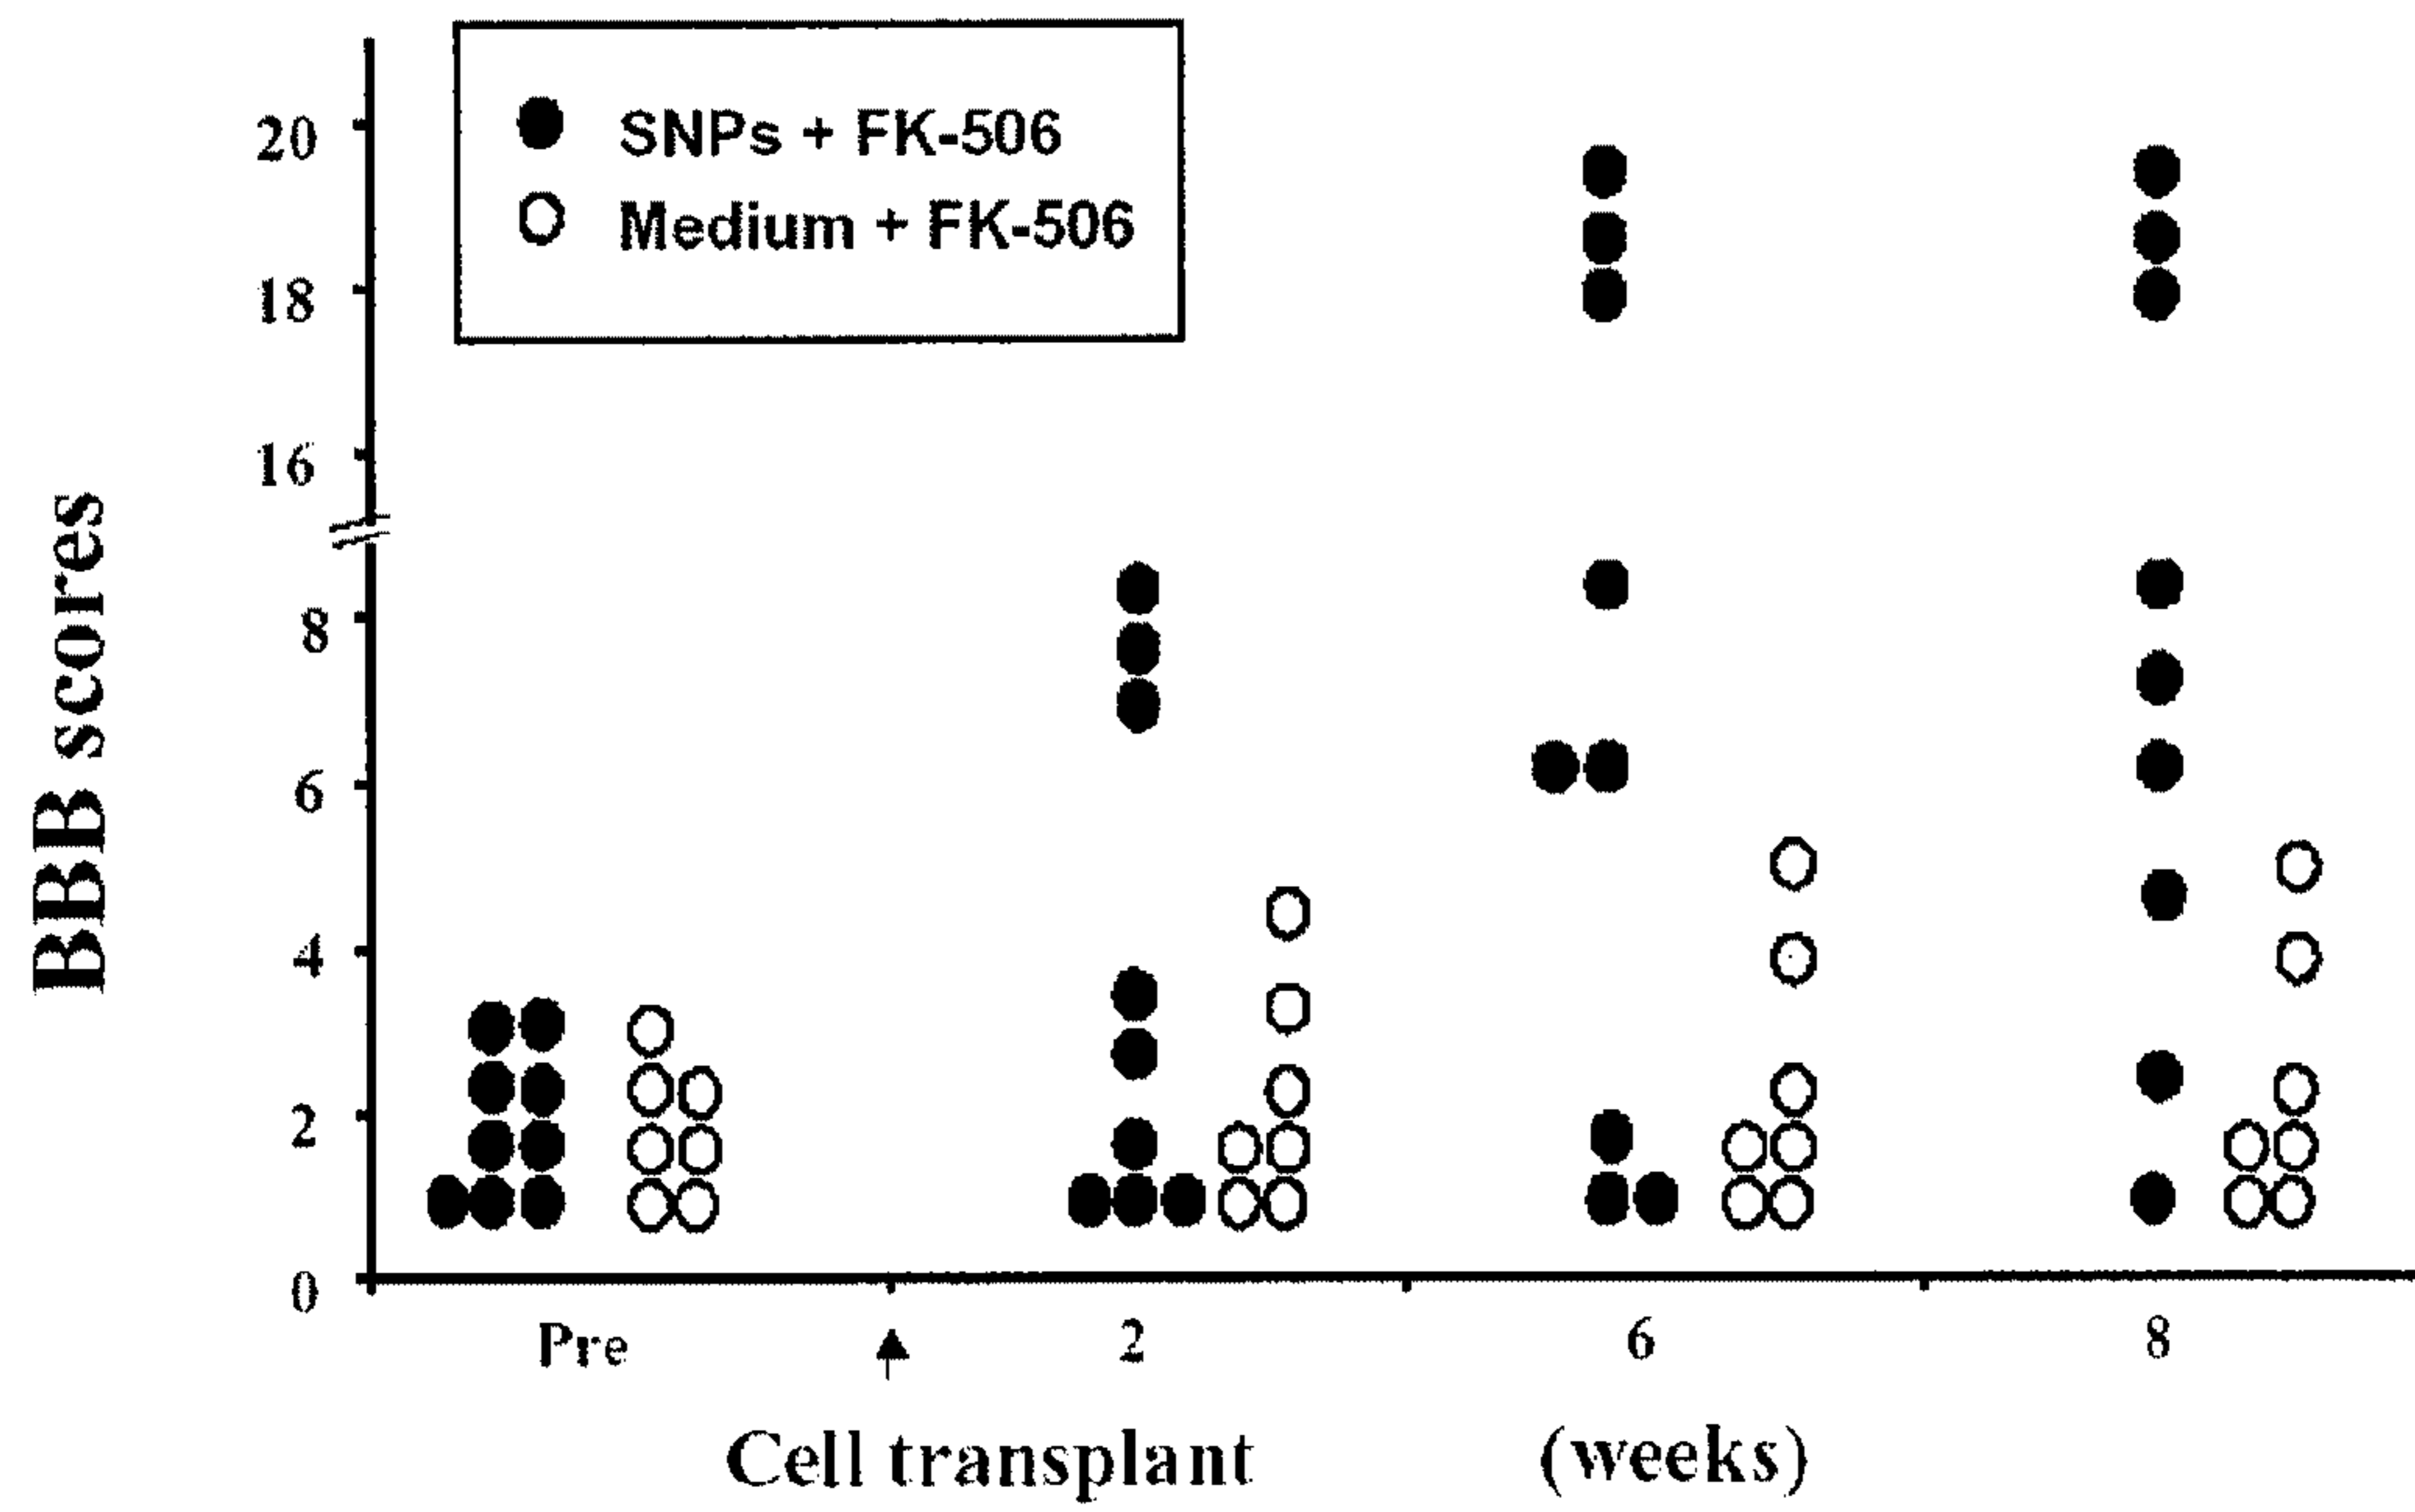 SNPs + FK-506
Medium + FK-506
BBB scores
20
18
16
8
6
4
2
0
Pre 2 6 8
Cell transplant (weeks)